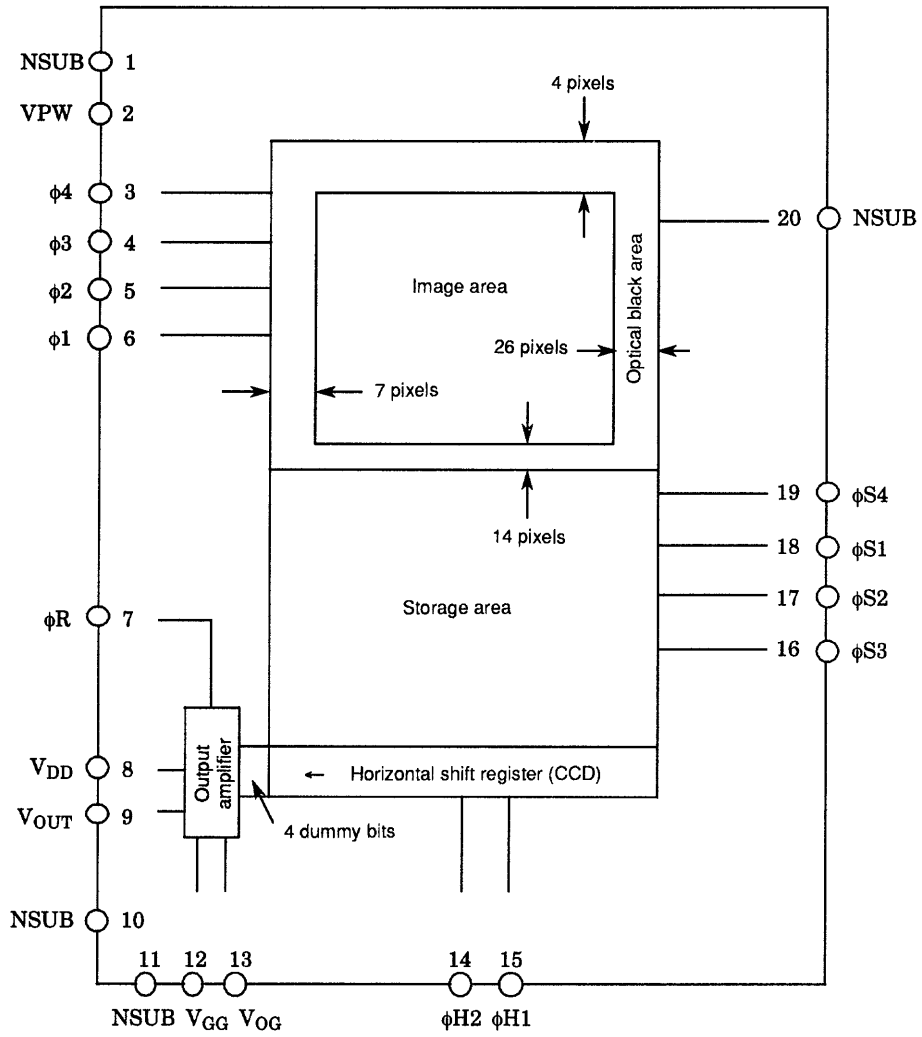 NSUB 1
VPW 2
4 pixels
ϕ4 3
ϕ3 4
ϕ2 5
ϕ1 6
20 NSUB
Image area
Optical black area
26 pixels
7 pixels
14 pixels
19 ϕS4
18 ϕS1
17 ϕS2
16 ϕS3
Storage area
ϕR 7
Output
amplifier
VDD 8
VOUT 9
← Horizontal shift register (CCD)
4 dummy bits
NSUB 10
11 12 13 14 15
NSUB VGG VOG ϕH2 ϕH1